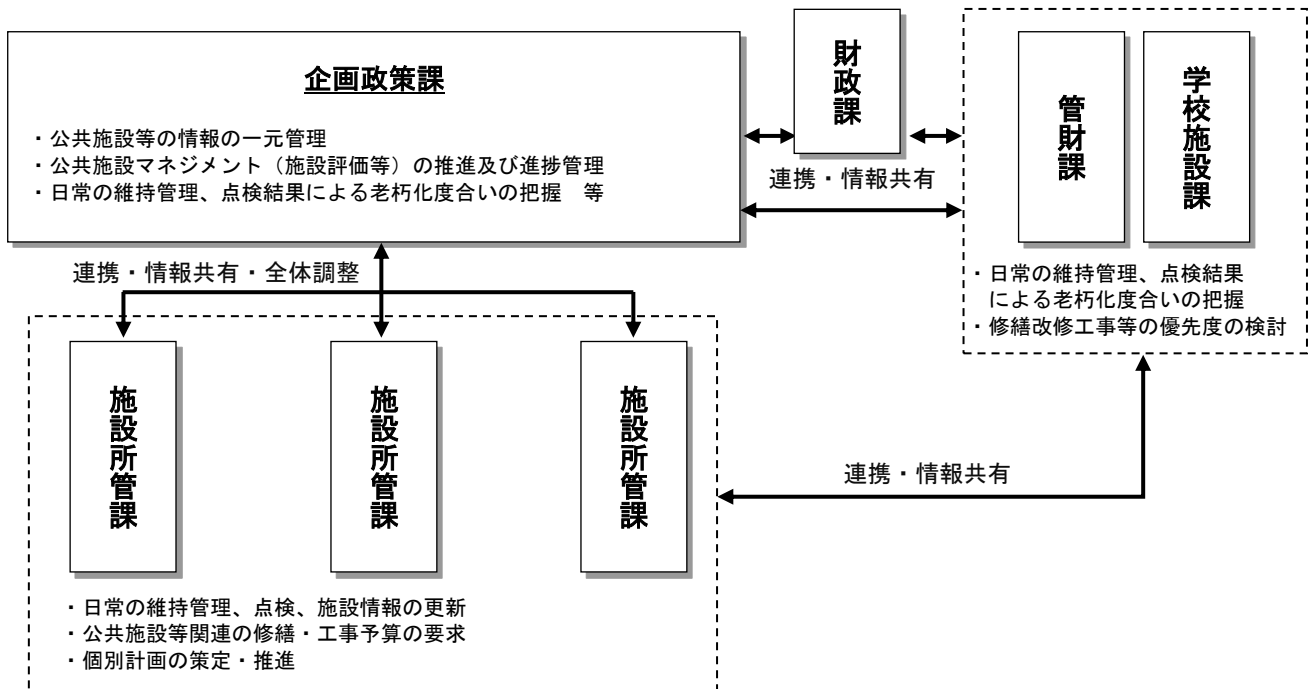 企画政策課
・公共施設等の情報の一元管理
・公共施設マネジメント（施設評価等）の推進及び進捗管理
・日常の維持管理、点検結果による老朽化度合いの把握　等
財政課
連携・情報共有
管財課
学校施設課
・日常の維持管理、点検結果
による老朽化度合いの把握
・修繕改修工事等の優先度の検討
連携・情報共有・全体調整
施設所管課
施設所管課
施設所管課
連携・情報共有
・日常の維持管理、点検、施設情報の更新
・公共施設等関連の修繕・工事予算の要求
・個別計画の策定・推進